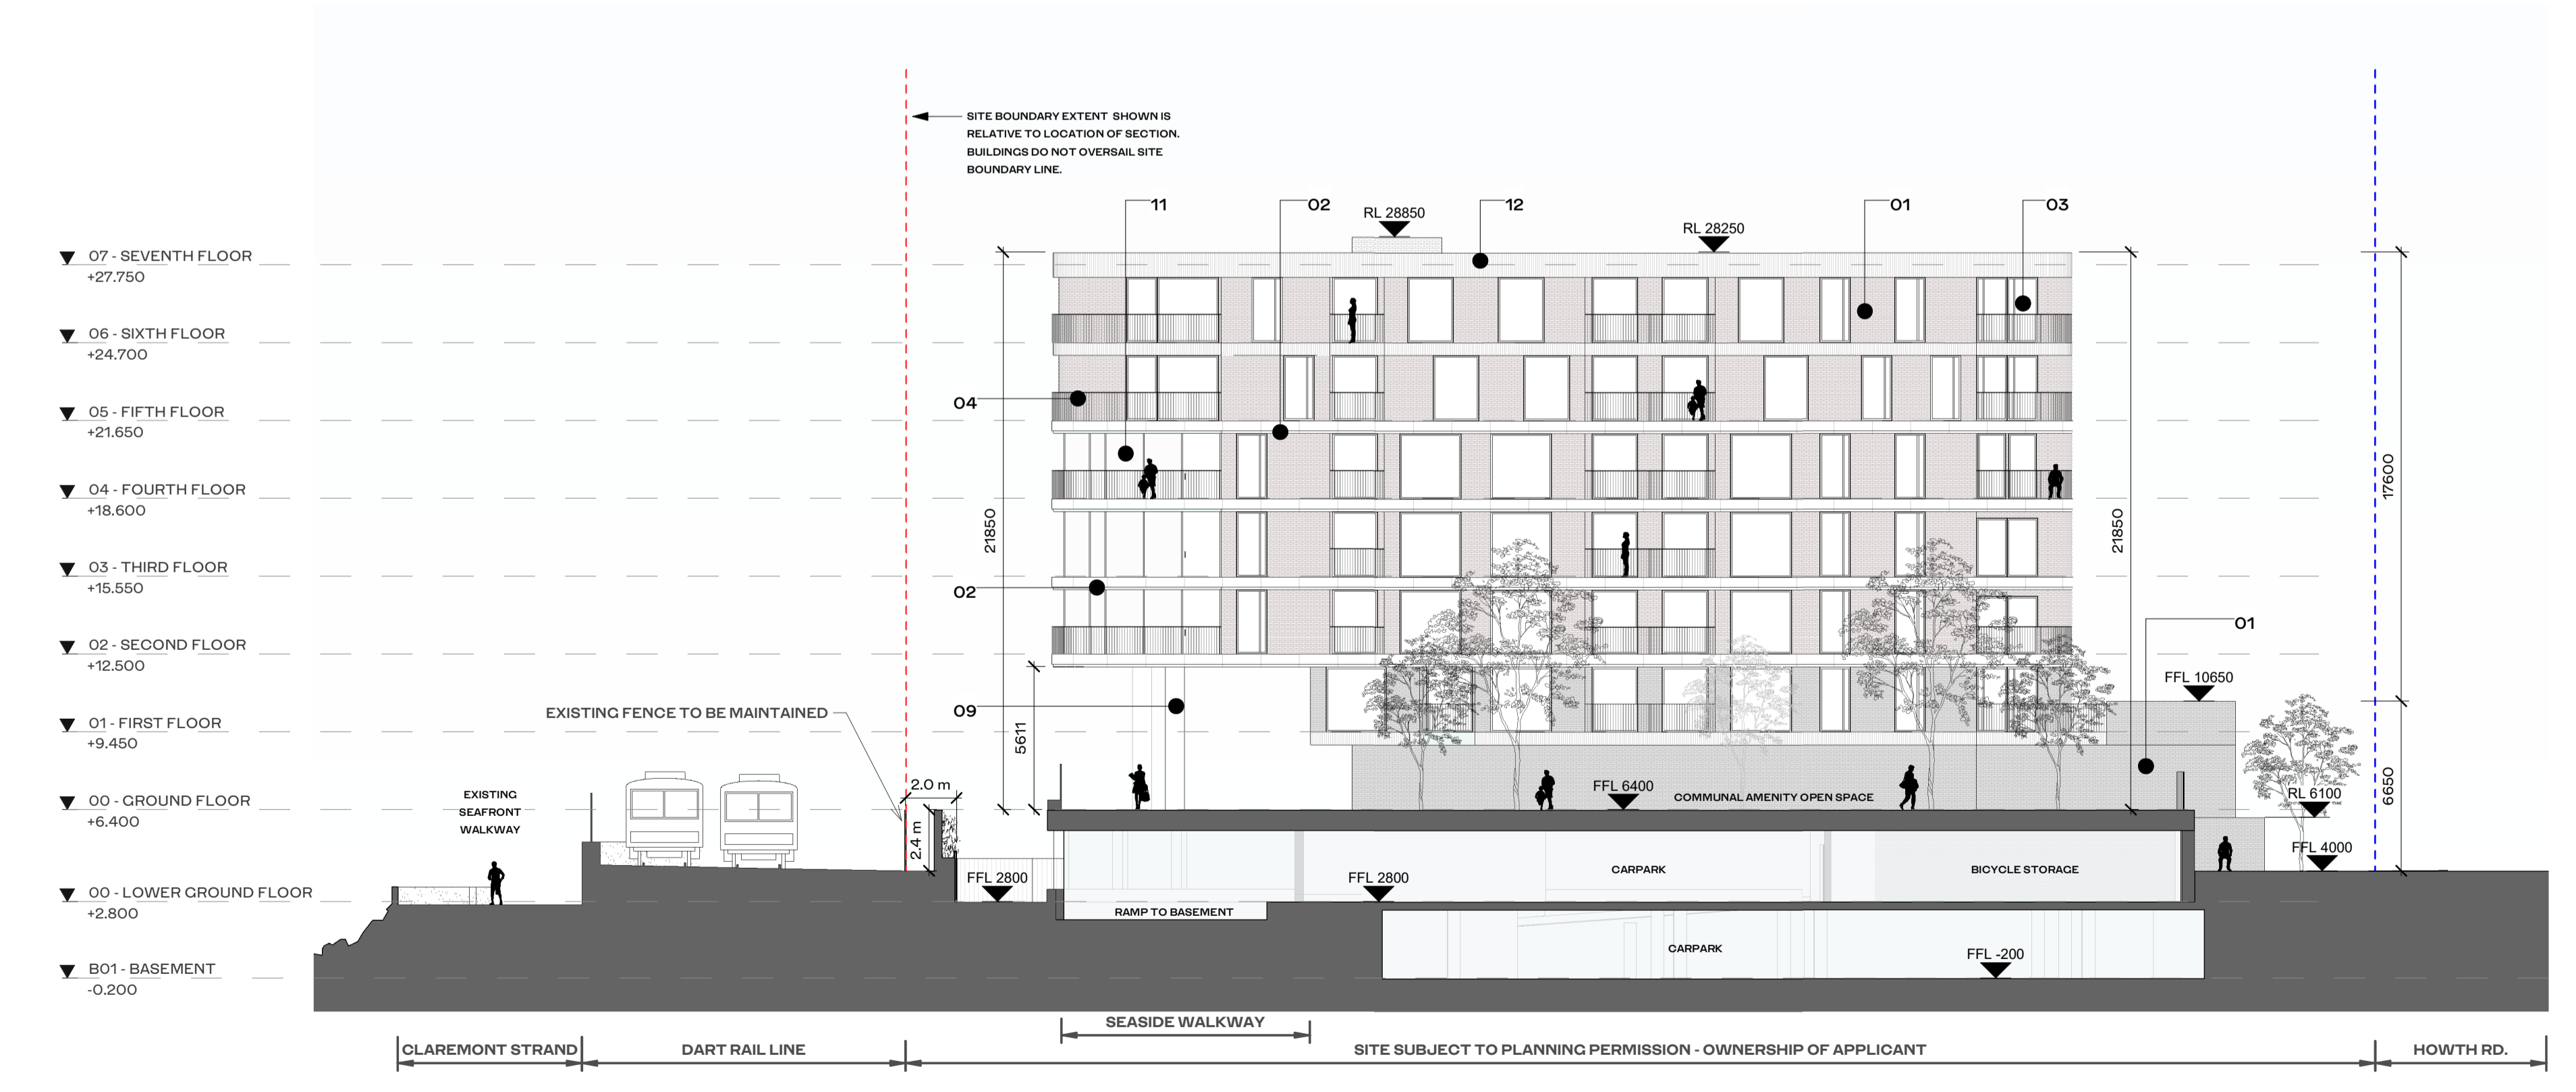 SITE BOUNDARY EXTENT SHOWN IS
RELATIVE TO LOCATION OF SECTION.
BUILDINGS DO NOT OVERSAIL SITE
BOUNDARY LINE.
11
02
12
01
03
RL 28850
RL 28250
07 - SEVENTH FLOOR
+27.750
06 - SIXTH FLOOR
+24.700
05 - FIFTH FLOOR
+21.650
04 - FOURTH FLOOR
+18.600
03 - THIRD FLOOR
+15.550
02 - SECOND FLOOR
+12.500
01 - FIRST FLOOR
+9.450
00 - GROUND FLOOR
+6.400
00 - LOWER GROUND FLOOR
+2.800
B01 - BASEMENT
-0.200
04
02
09
21850
5611
21850
17600
6650
01
FFL 10650
EXISTING FENCE TO BE MAINTAINED
EXISTING
SEAFRONT
WALKWAY
2.0 m
2.4 m
FFL 6400
COMMUNAL AMENITY OPEN SPACE
RL 6100
FFL 4000
FFL 2800
FFL 2800
CARPARK
BICYCLE STORAGE
RAMP TO BASEMENT
CARPARK
FFL -200
SEASIDE WALKWAY
CLAREMONT STRAND
DART RAIL LINE
SITE SUBJECT TO PLANNING PERMISSION - OWNERSHIP OF APPLICANT
HOWTH RD.